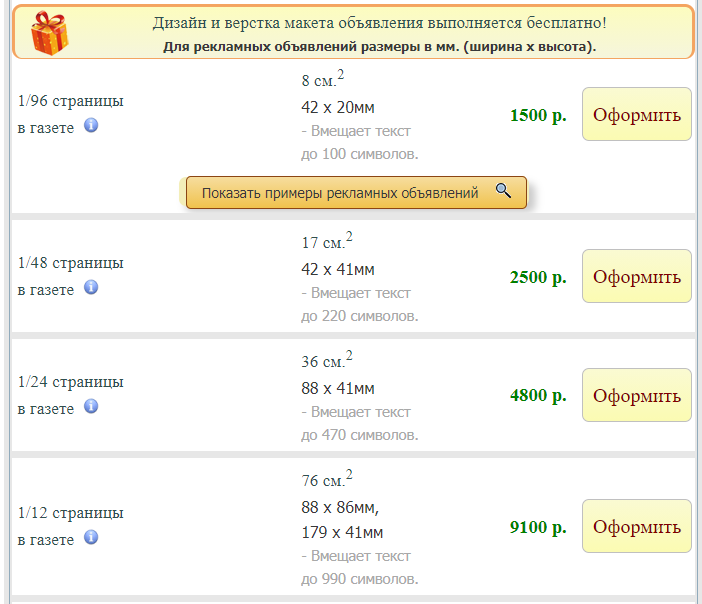 Дизайн и верстка макета объявления выполняется бесплатно!
Для рекламных объявлений размеры в мм. (ширина х высота).
1/96 страницы
в газете
8 см.2
42 x 20мм
- Вмещает текст
до 100 символов.
1500 р.
Оформить
Показать примеры рекламных объявлений
1/48 страницы
в газете
17 см.2
42 x 41мм
- Вмещает текст
до 220 символов.
2500 р.
Оформить
1/24 страницы
в газете
36 см.2
88 x 41мм
- Вмещает текст
до 470 символов.
4800 р.
Оформить
1/12 страницы
в газете
76 см.2
88 x 86мм,
179 x 41мм
- Вмещает текст
до 990 символов.
9100 р.
Оформить